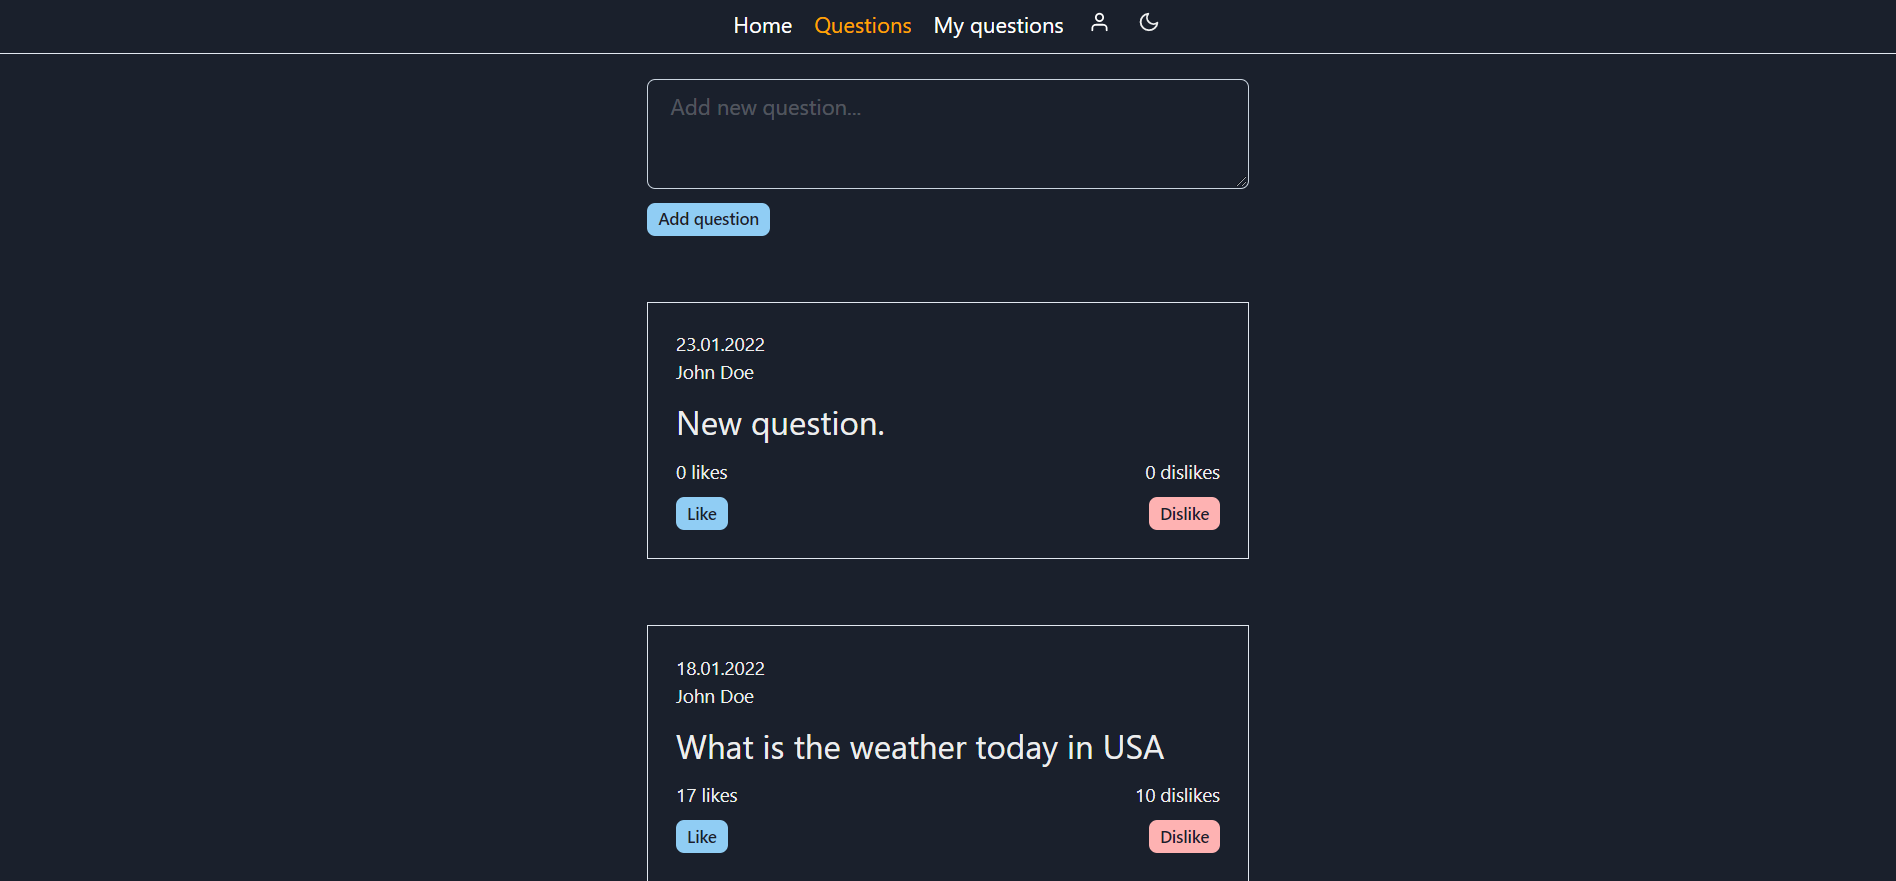 Home Questions My questions
Add new question...
Add question
23.01.2022
John Doe
New question.
0 likes 0 dislikes
Like Dislike
18.01.2022
John Doe
What is the weather today in USA
17 likes 10 dislikes
Like Dislike